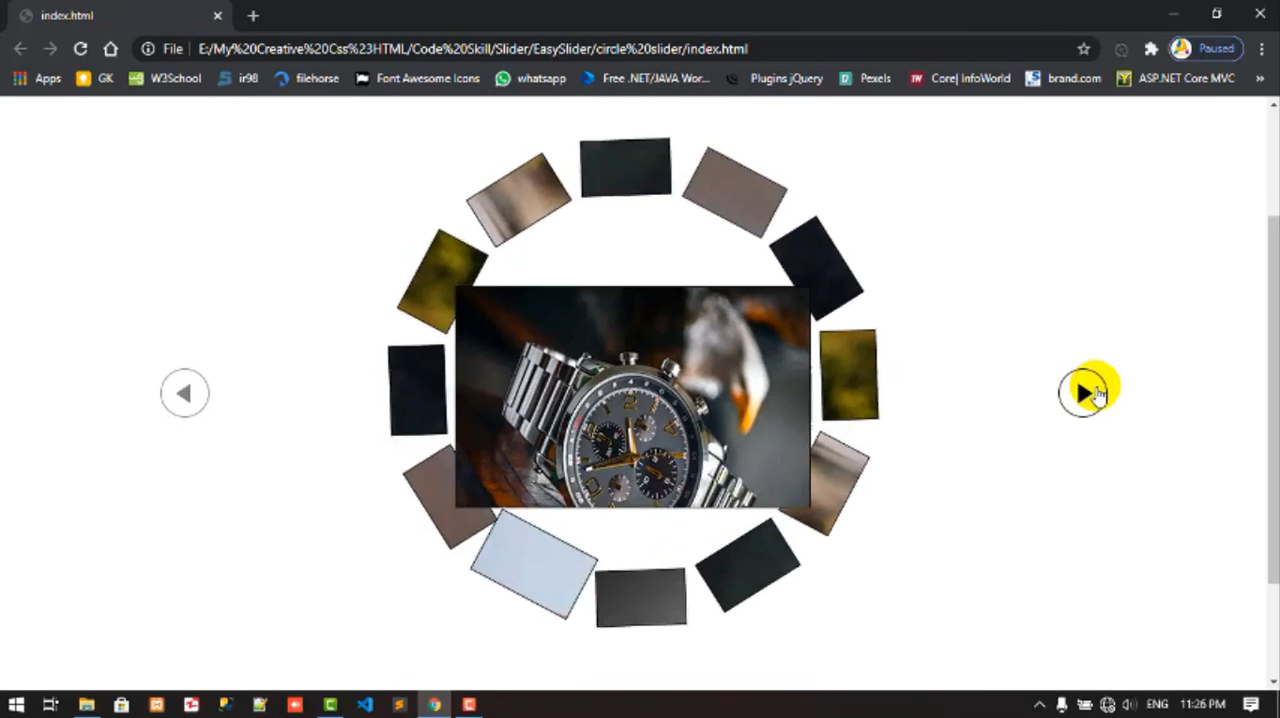 index.html
File E:/My%20Creative%20Css%23HTML/Code%20Skill/Slider/EasySlider/circle%20slider/index.html Paused
Apps GK W3School ir98 filehorse Font Awesome Icons whatsapp Free .NET/JAVA Wor... Plugins jQuery Pexels Core| InfoWorld brand.com ASP.NET Core MVC »
ENG 11:26 PM